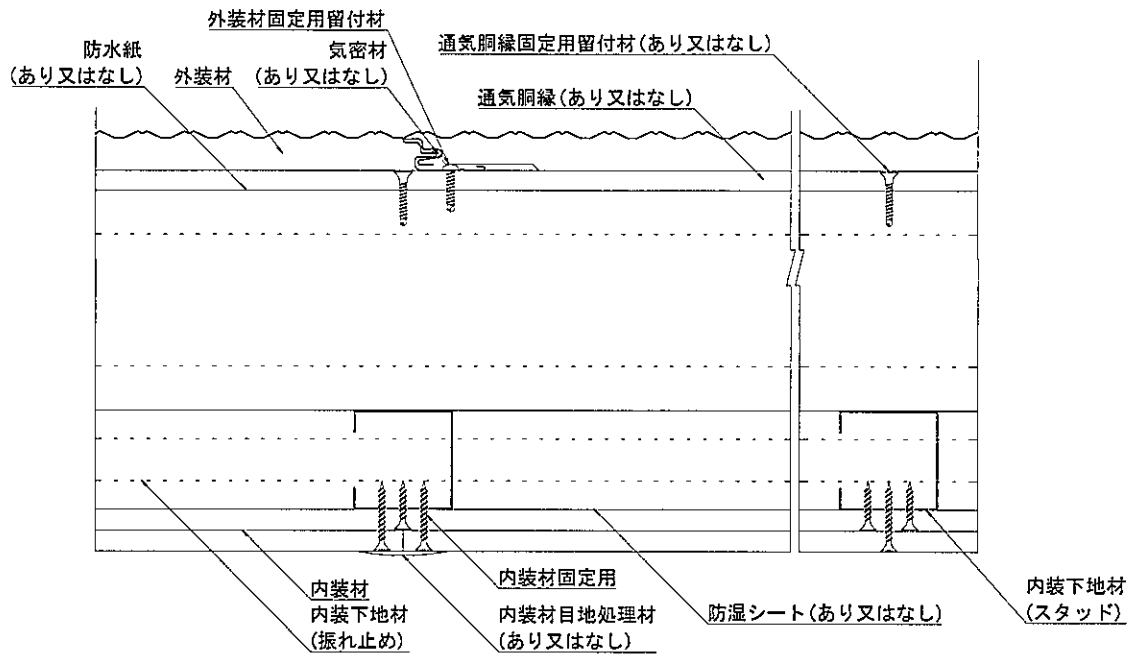 外装材固定用留付材
防水紙
(あり又はなし)
外装材
気密材
(あり又はなし)
通気胴縁固定用留付材(あり又はなし)
通気胴縁(あり又はなし)
内装材
内装下地材
(振れ止め)
内装材固定用
内装材目地処理材
(あり又はなし)
防湿シート(あり又はなし)
内装下地材
(スタッド)